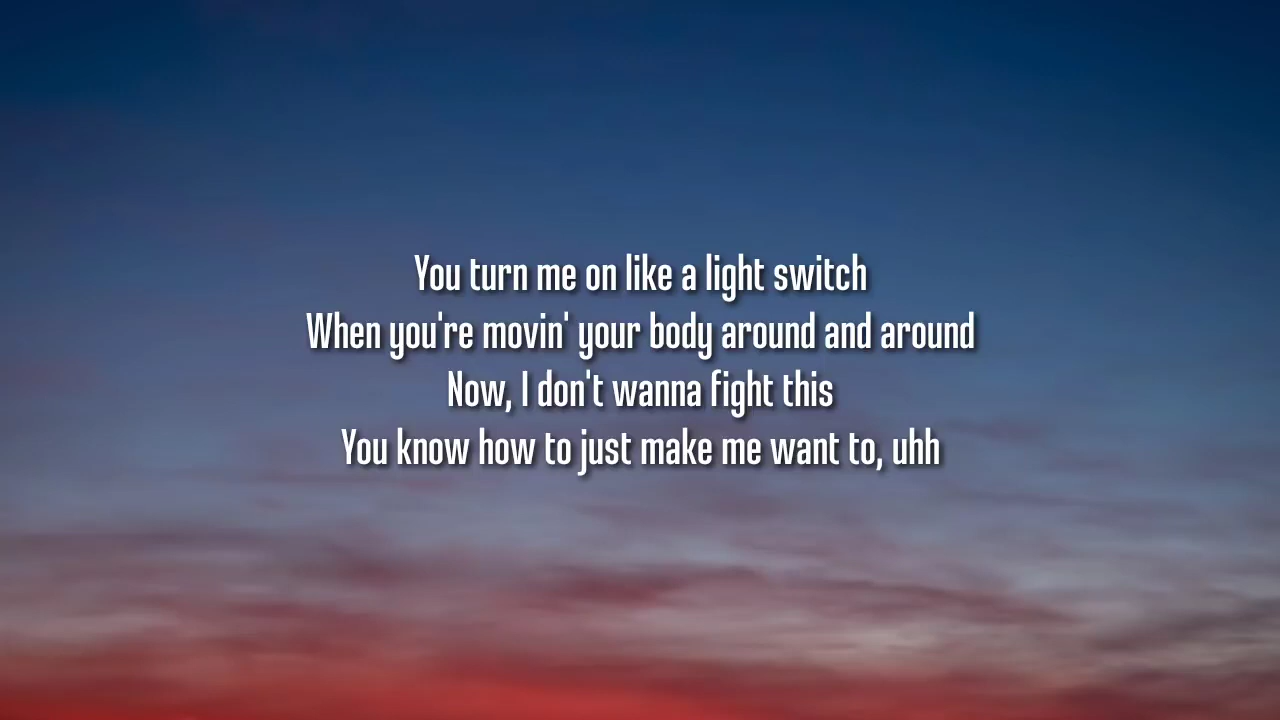 You turn me on like a light switch
When you're movin' your body around and around
Now, I don't wanna fight this
You know how to just make me want to, uhh